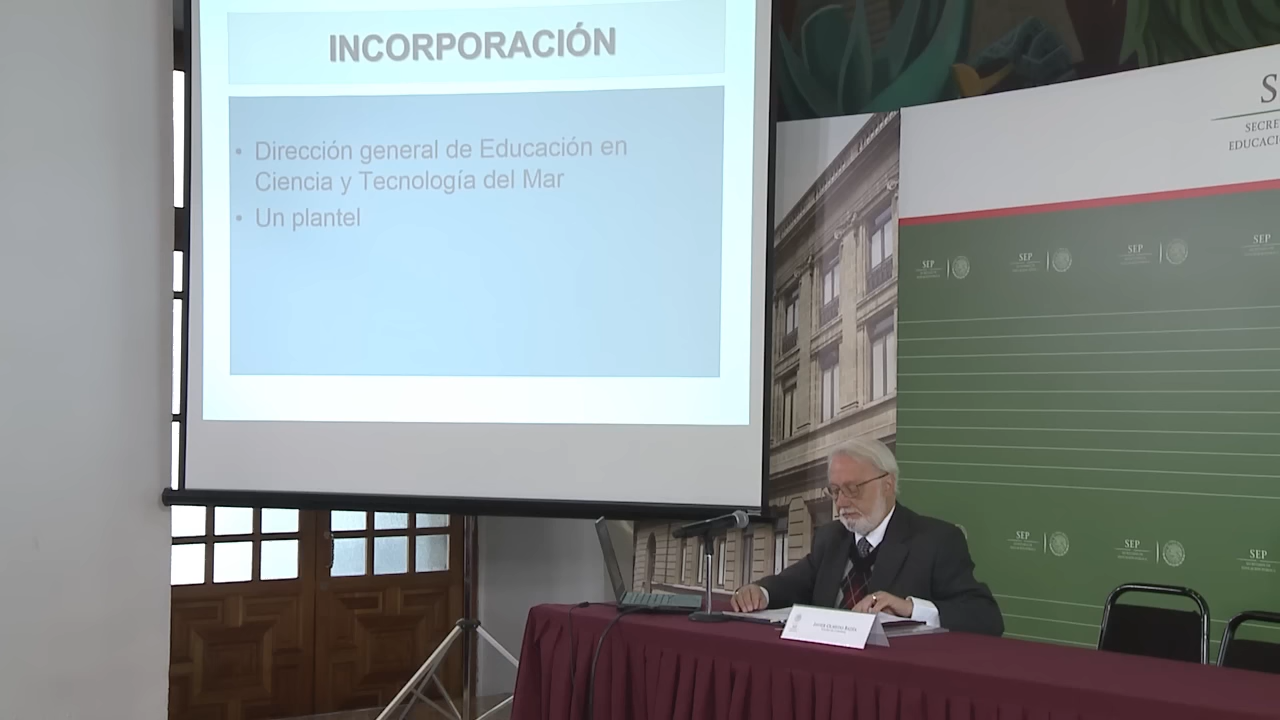 INCORPORACIÓN
• Dirección general de Educación en
Ciencia y Tecnología del Mar
• Un plantel
SECRE
EDUCACI
SEP
SEP
SEP
SEP
SEP
SEP
SEP